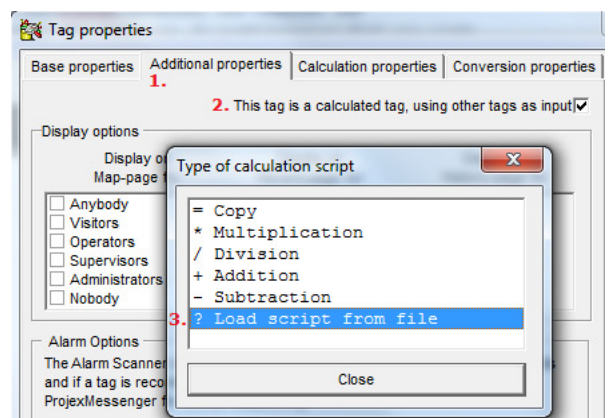 Tag properties
Base properties
Additional properties
Calculation properties
Conversion properties
1.
2. This tag is a calculated tag, using other tags as input
Display options
Display
Map-page
Anybody
Visitors
Operators
Supervisors
Administrators
Nobody
Type of calculation script
= Copy
* Multiplication
/ Division
+ Addition
- Subtraction
3. ? Load script from file
Close
Alarm Options
The Alarm Scanner
and if a tag is
ProjexMessenger